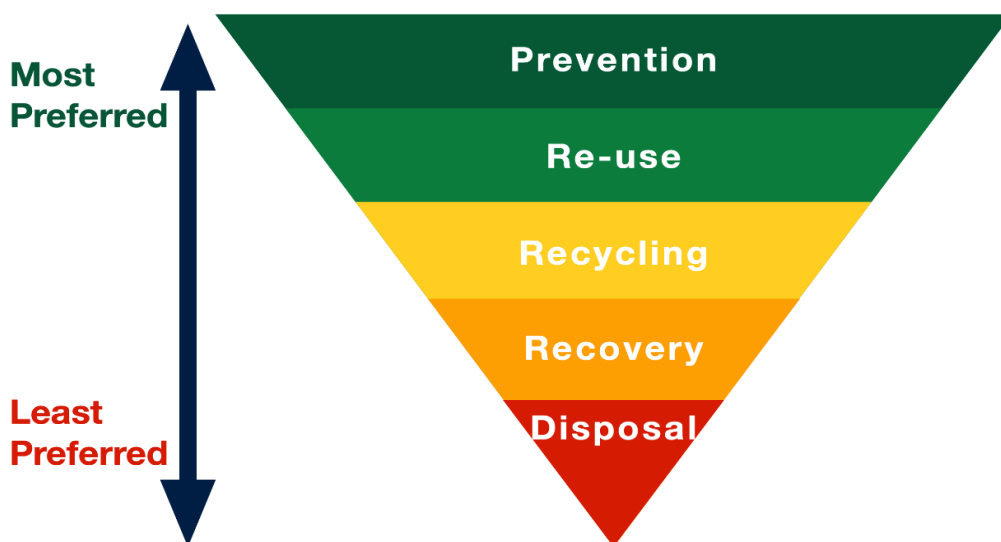 Most
Preferred
Prevention
Re-use
Recycling
Recovery
Disposal
Least
Preferred